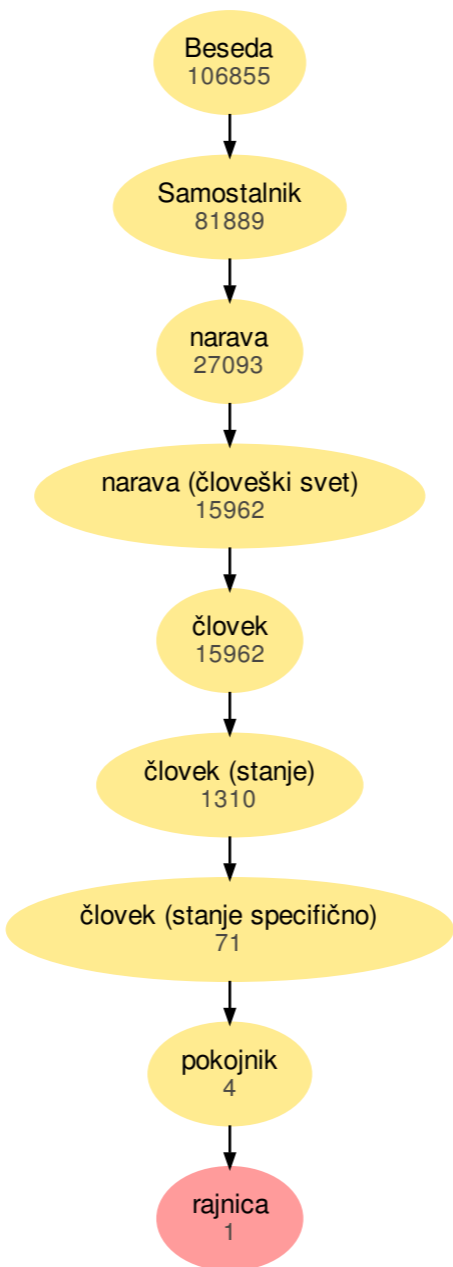 Beseda
106855
Samostalnik
81889
narava
27093
narava (človeški svet)
15962
človek
15962
človek (stanje)
1310
človek (stanje specifično)
71
pokojnik
4
rajnica
1